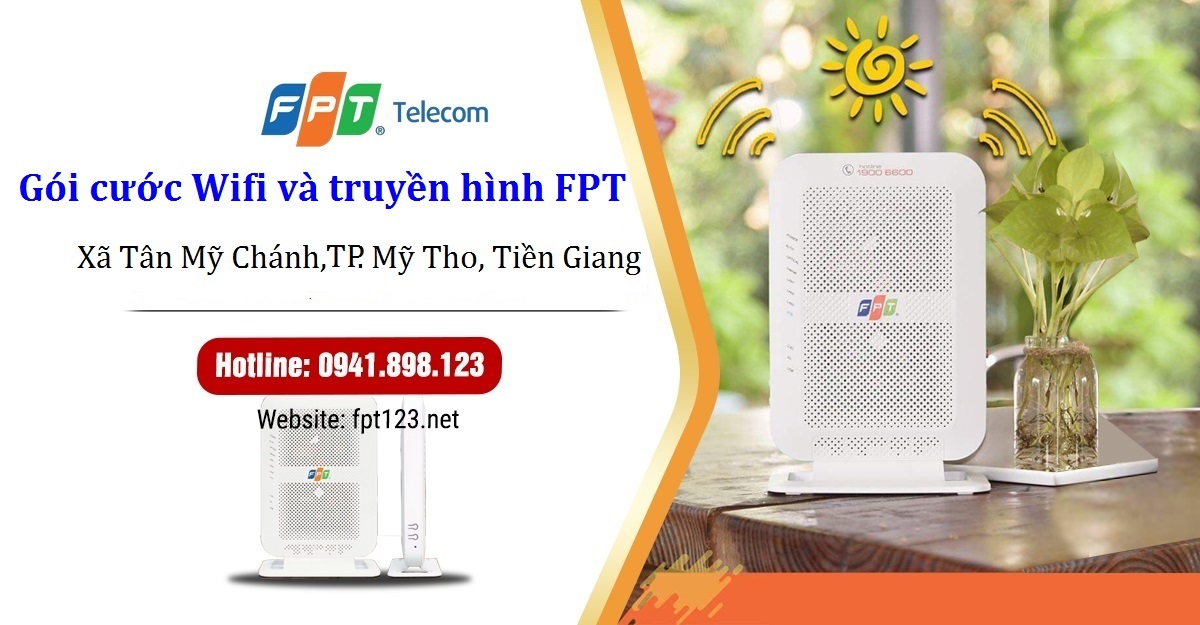 FPT® Telecom
Gói cước Wifi và truyền hình FPT
Xã Tân Mỹ Chánh,TP. Mỹ Tho, Tiền Giang
Hotline: 0941.898.123
Website: fpt123.net
FPT
hotline
1900 6600
FPT